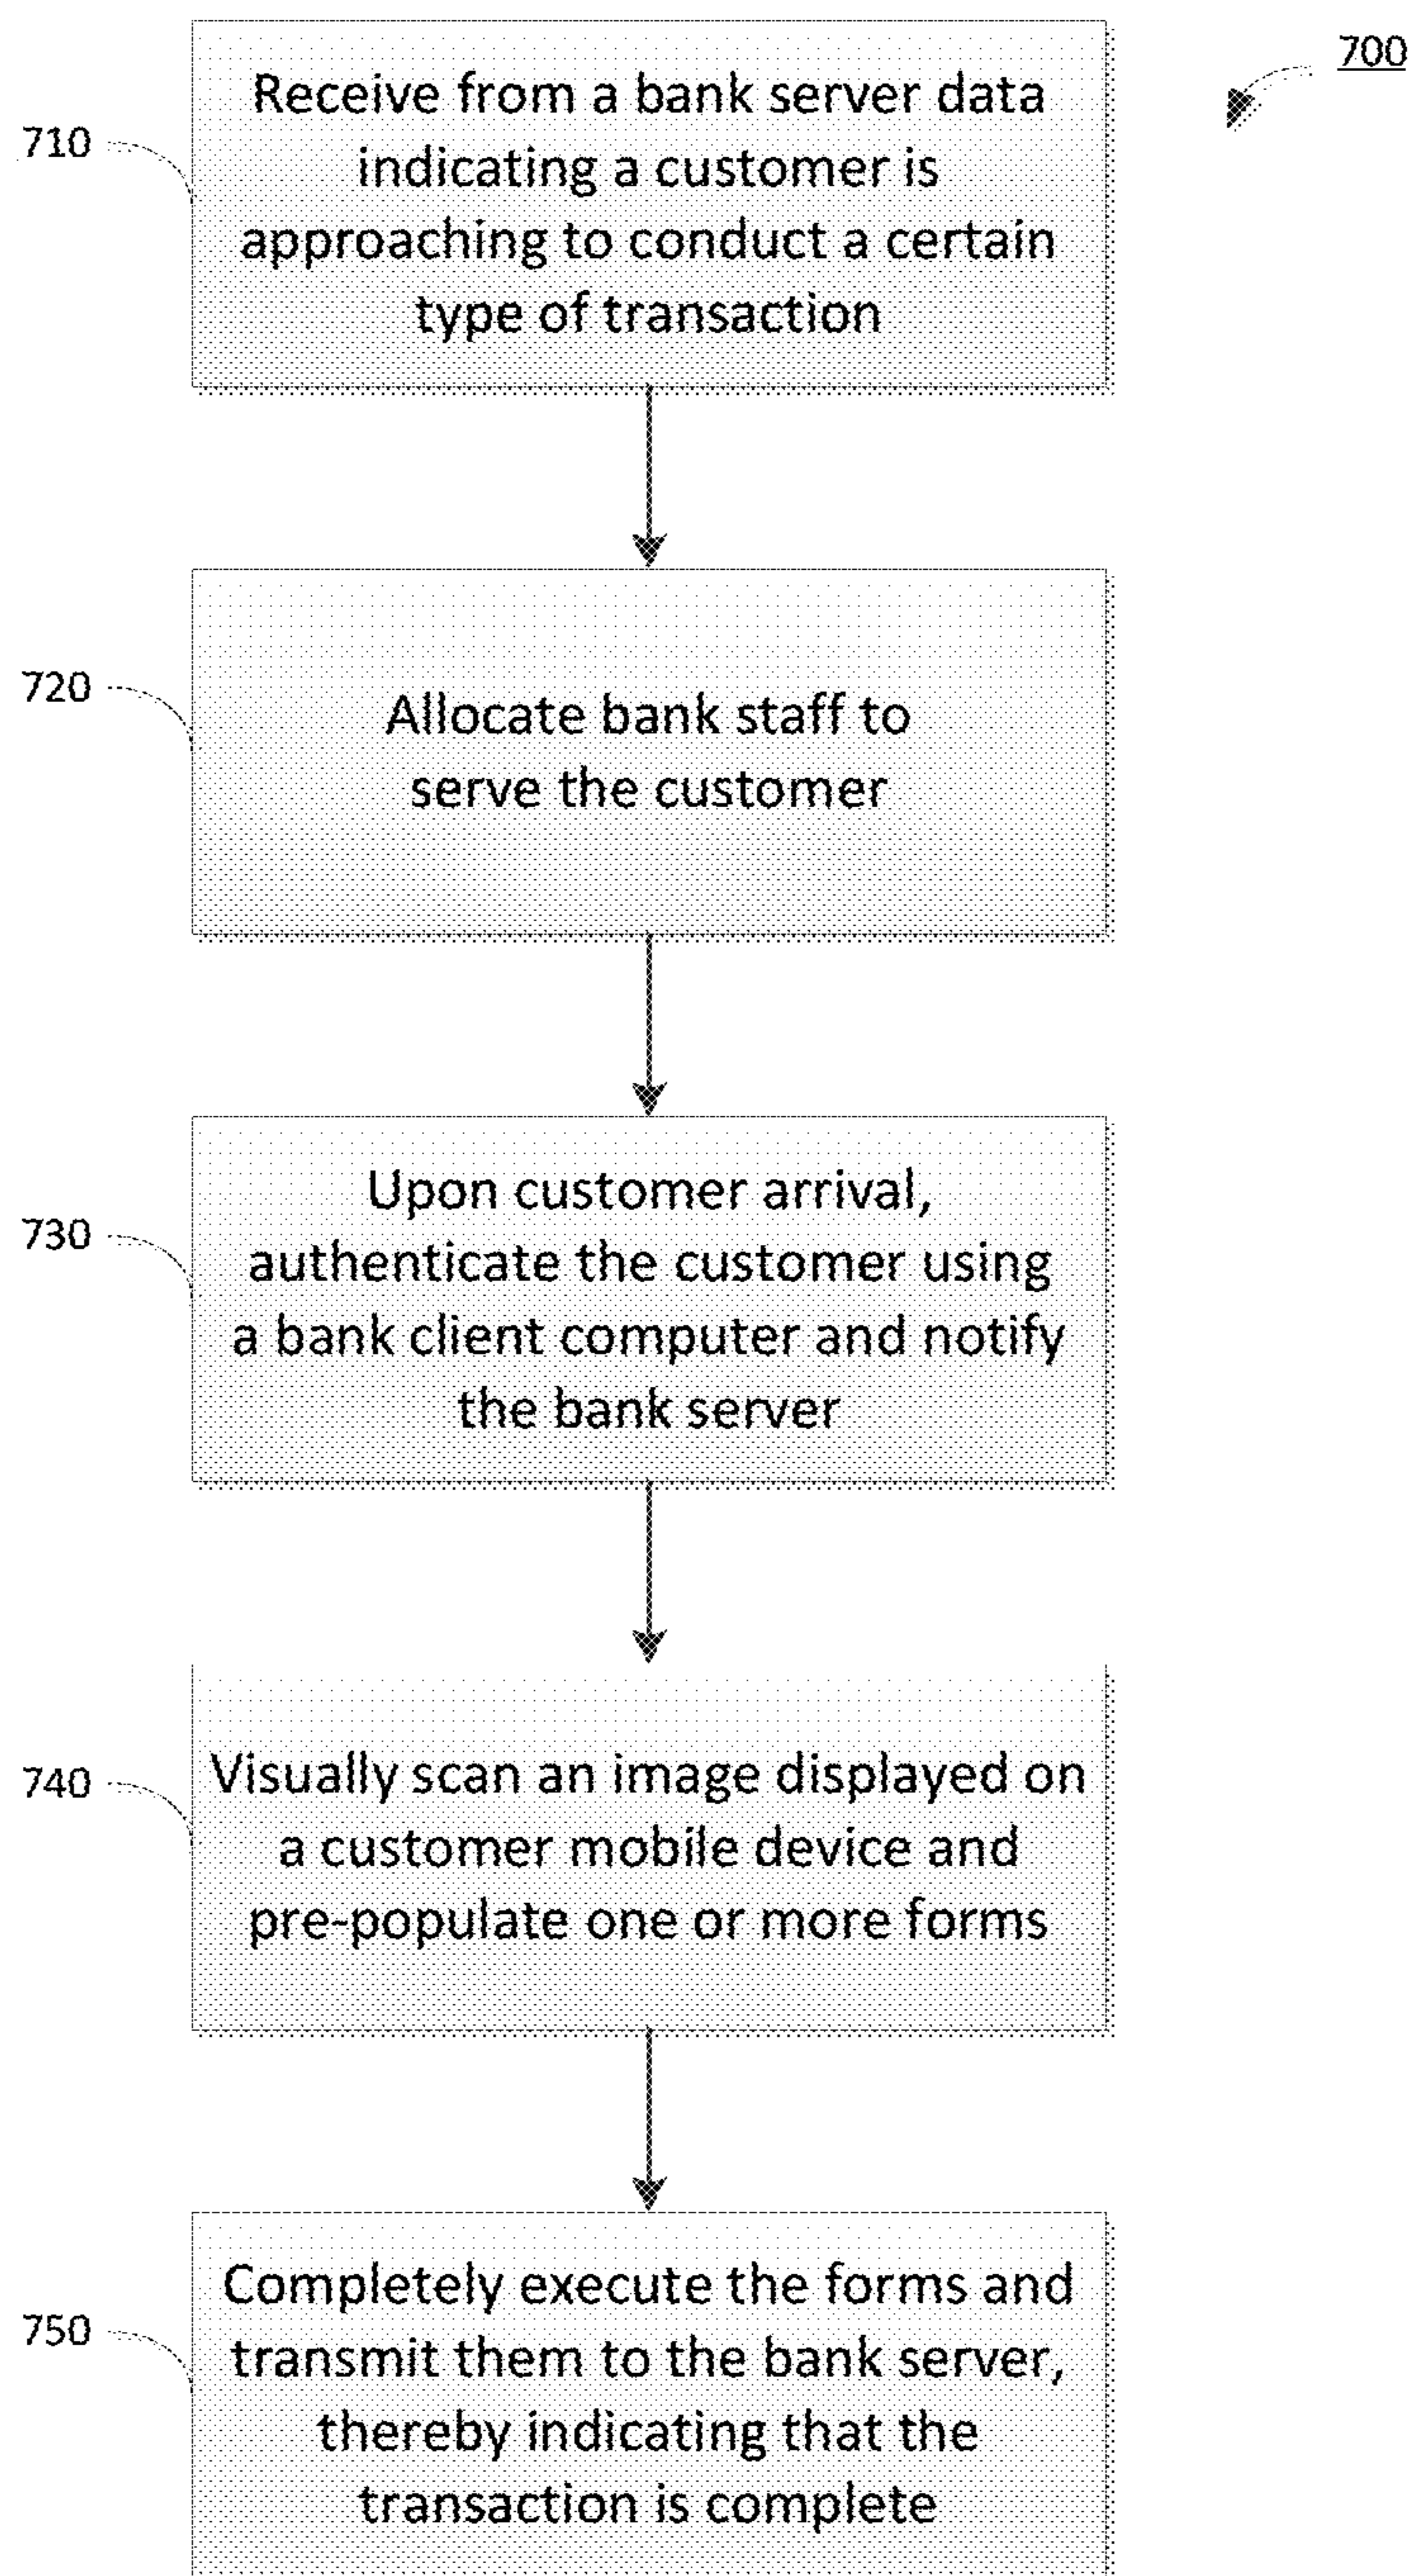 700
710
Receive from a bank server data
indicating a customer is
approaching to conduct a certain
type of transaction
720
Allocate bank staff to
serve the customer
730
Upon customer arrival,
authenticate the customer using
a bank client computer and notify
the bank server
740
Visually scan an image displayed on
a customer mobile device and
pre-populate one or more forms
750
Completely execute the forms and
transmit them to the bank server,
thereby indicating that the
transaction is complete